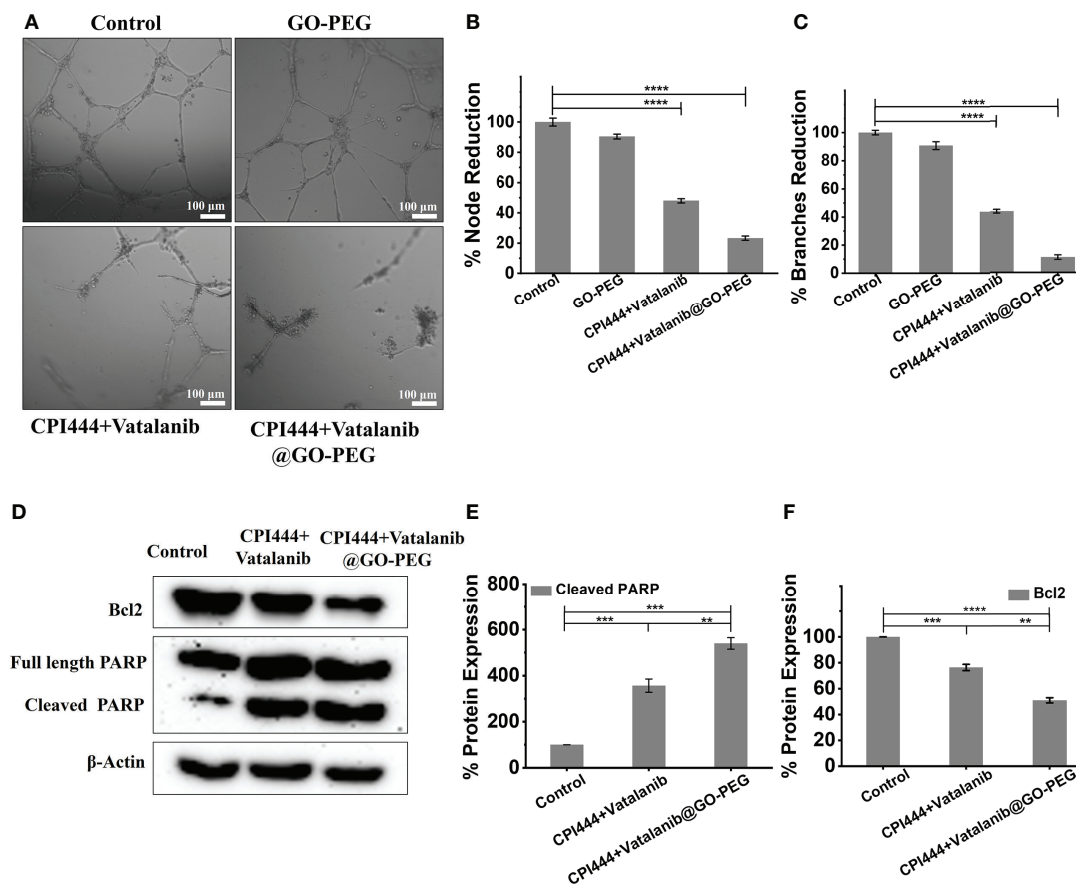 A
Control
GO-PEG
100 µm
100 µm
100 µm
100 µm
CPI444+Vatalanib
CPI444+Vatalanib
@GO-PEG
B
% Node Reduction
100
80
60
40
20
0
****
****
Control
GO-PEG
CPI444+Vatalanib
CPI444+Vatalanib@GO-PEG
C
% Branches Reduction
100
80
60
40
20
0
****
****
Control
GO-PEG
CPI444+Vatalanib
CPI444+Vatalanib@GO-PEG
D
Control
CPI444+
Vatalanib
CPI444+Vatalanib
@GO-PEG
Bcl2
Full length PARP
Cleaved PARP
β-Actin
E
% Protein Expression
800
600
400
200
0
Cleaved PARP
***
***
**
Control
CPI444+Vatalanib
CPI444+Vatalanib@GO-PEG
F
% Protein Expression
100
80
60
40
20
0
Bcl2
****
***
**
Control
CPI444+Vatalanib
CPI444+Vatalanib@GO-PEG